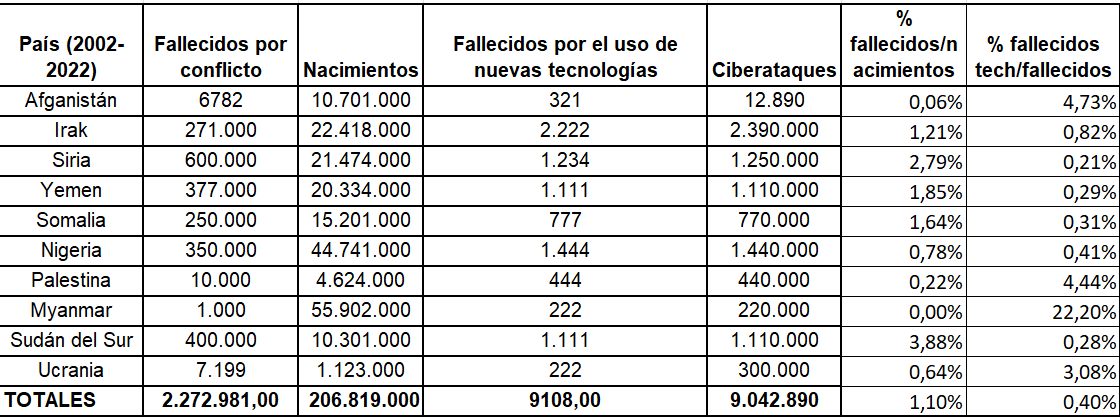 País (2002-2022) Fallecidos por conflicto Nacimientos Fallecidos por el uso de nuevas tecnologías Ciberataques % fallecidos/n acimientos % fallecidos tech/fallecidos
Afganistán 6782 10.701.000 321 12.890 0,06% 4,73%
Irak 271.000 22.418.000 2.222 2.390.000 1,21% 0,82%
Siria 600.000 21.474.000 1.234 1.250.000 2,79% 0,21%
Yemen 377.000 20.334.000 1.111 1.110.000 1,85% 0,29%
Somalia 250.000 15.201.000 777 770.000 1,64% 0,31%
Nigeria 350.000 44.741.000 1.444 1.440.000 0,78% 0,41%
Palestina 10.000 4.624.000 444 440.000 0,22% 4,44%
Myanmar 1.000 55.902.000 222 220.000 0,00% 22,20%
Sudán del Sur 400.000 10.301.000 1.111 1.110.000 3,88% 0,28%
Ucrania 7.199 1.123.000 222 300.000 0,64% 3,08%
TOTALES 2.272.981,00 206.819.000 9108,00 9.042.890 1,10% 0,40%